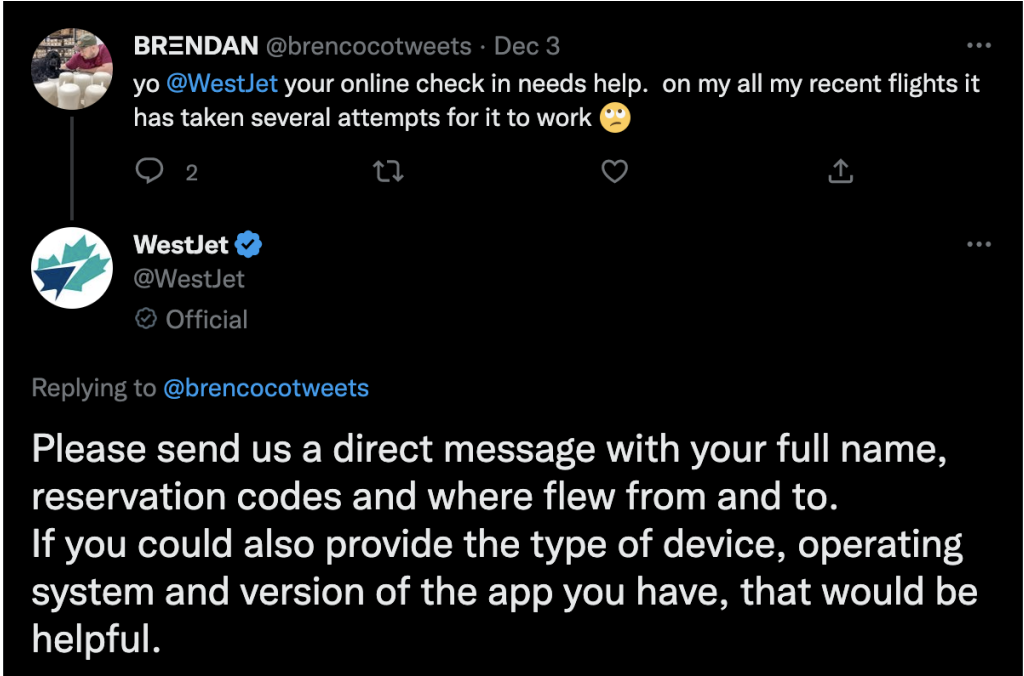 BRΞNDAN @brencocotweets · Dec 3
yo @WestJet your online check in needs help.  on my all my recent flights it
has taken several attempts for it to work 🙄
2
WestJet
@WestJet
Official
Replying to @brencocotweets
Please send us a direct message with your full name,
reservation codes and where flew from and to.
If you could also provide the type of device, operating
system and version of the app you have, that would be
helpful.